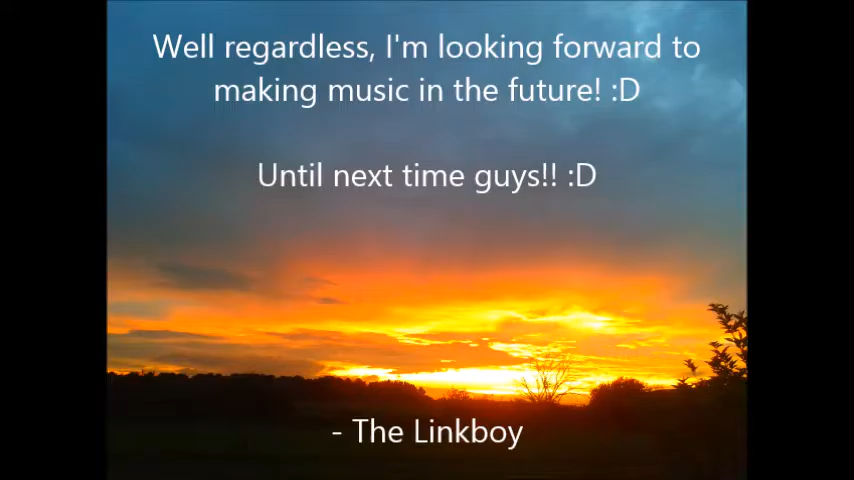 Well regardless, I'm looking forward to
making music in the future! :D
Until next time guys!! :D
- The Linkboy